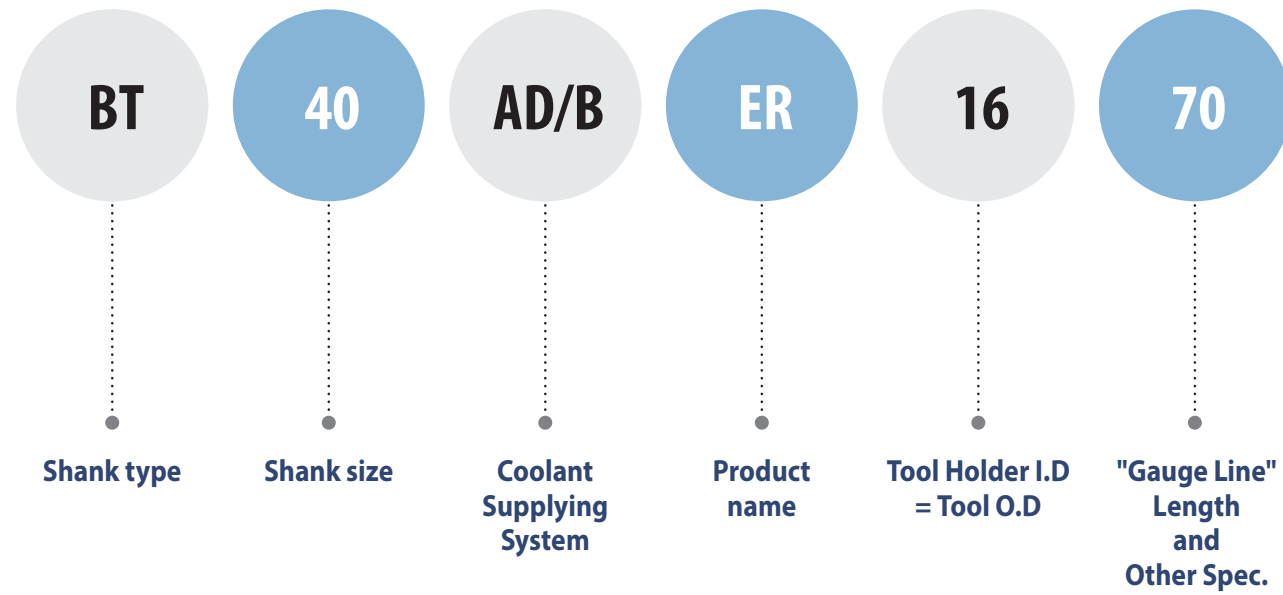 BT
40
AD/B
ER
16
70
Shank type
Shank size
Coolant
Supplying
System
Product
name
Tool Holder I.D
= Tool O.D
"Gauge Line"
Length
and
Other Spec.